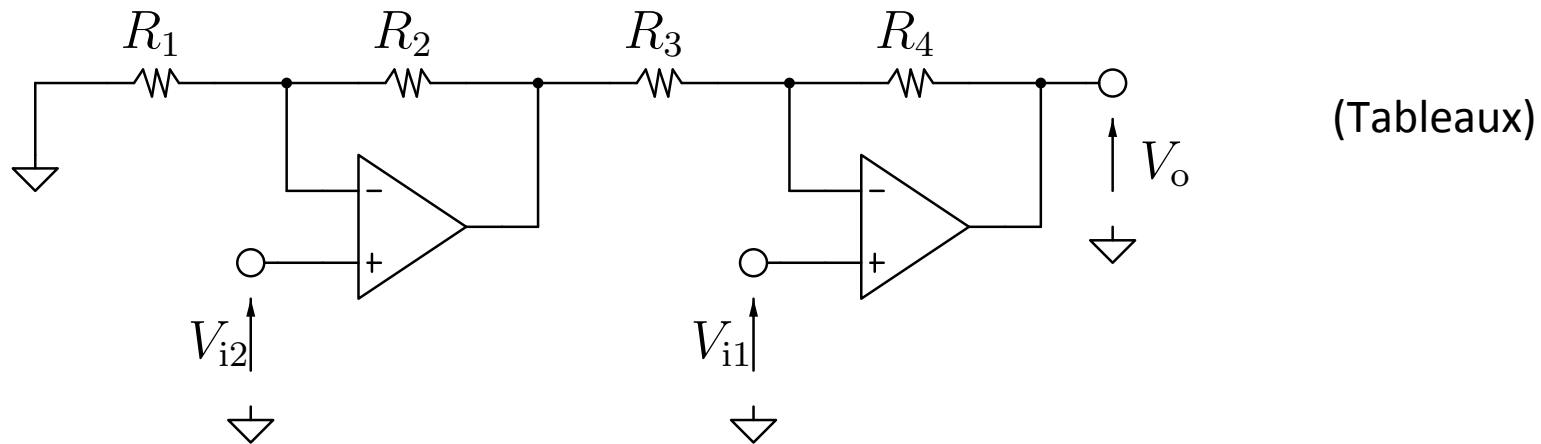 R₁ R₂ R₃ R₄
(Tableaux)
Vₒ
− −
+ +
Vᵢ₂ Vᵢ₁